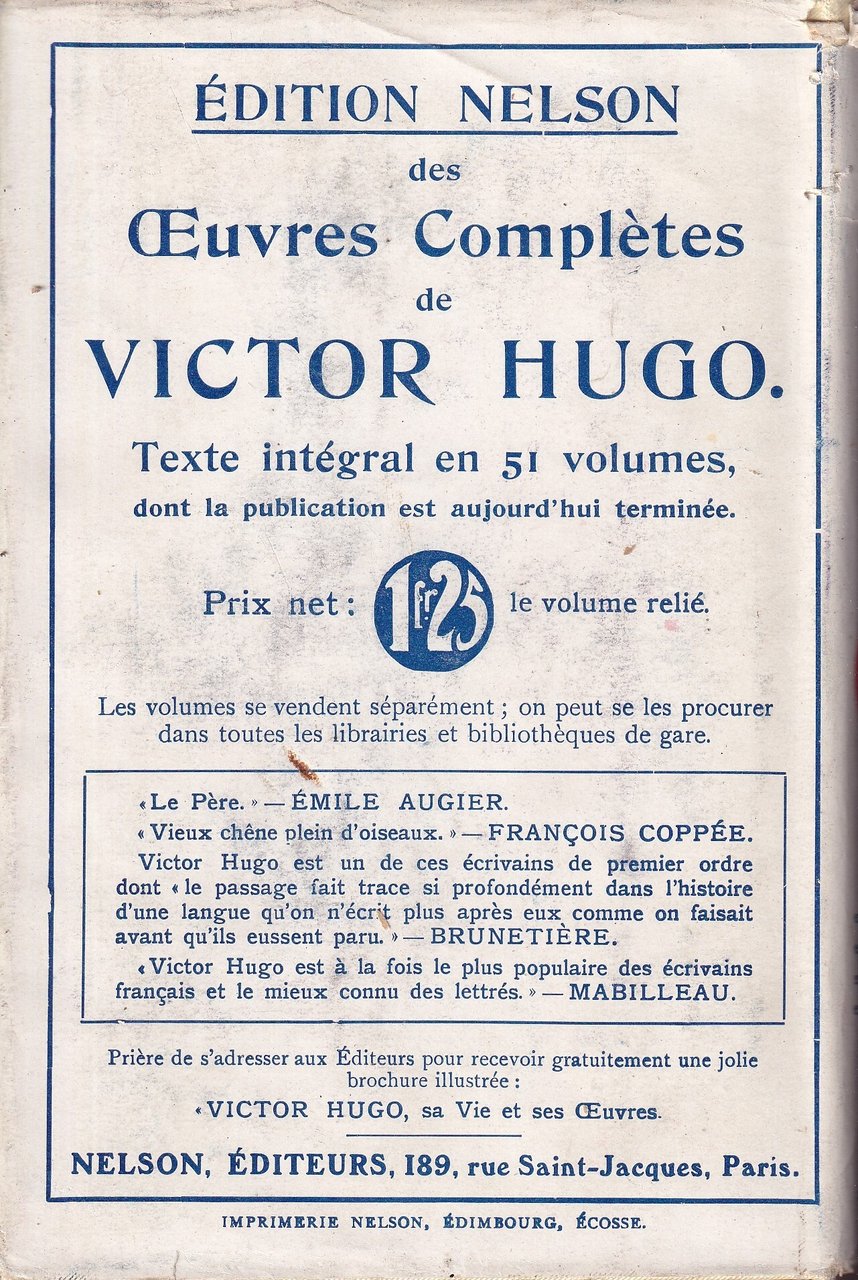 ÉDITION NELSON
des
Œuvres Complètes
de
VICTOR HUGO.
Texte intégral en 51 volumes,
dont la publication est aujourd'hui terminée.
Prix net : 1fr.25 le volume relié.
Les volumes se vendent séparément ; on peut se les procurer
dans toutes les librairies et bibliothèques de gare.
« Le Père. » — ÉMILE AUGIER.
« Vieux chêne plein d'oiseaux. » — FRANÇOIS COPPÉE.
Victor Hugo est un de ces écrivains de premier ordre
dont « le passage fait trace si profondément dans l'histoire
d'une langue qu'on n'écrit plus après eux comme on faisait
avant qu'ils eussent paru. » — BRUNETIÈRE.
« Victor Hugo est à la fois le plus populaire des écrivains
français et le mieux connu des lettrés. » — MABILLEAU.
Prière de s'adresser aux Éditeurs pour recevoir gratuitement une jolie
brochure illustrée :
« VICTOR HUGO, sa Vie et ses Œuvres.
NELSON, ÉDITEURS, 189, rue Saint-Jacques, Paris.
IMPRIMERIE NELSON, ÉDIMBOURG, ÉCOSSE.